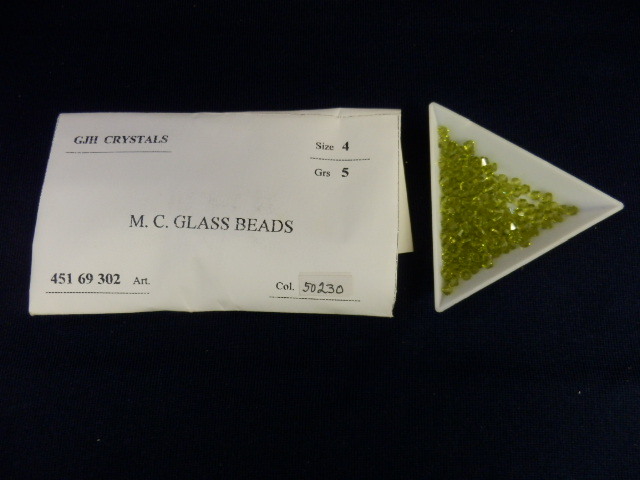 GJH CRYSTALS
Size 4
Grs 5
M. C. GLASS BEADS
451 69 302 Art.
Col. 50230